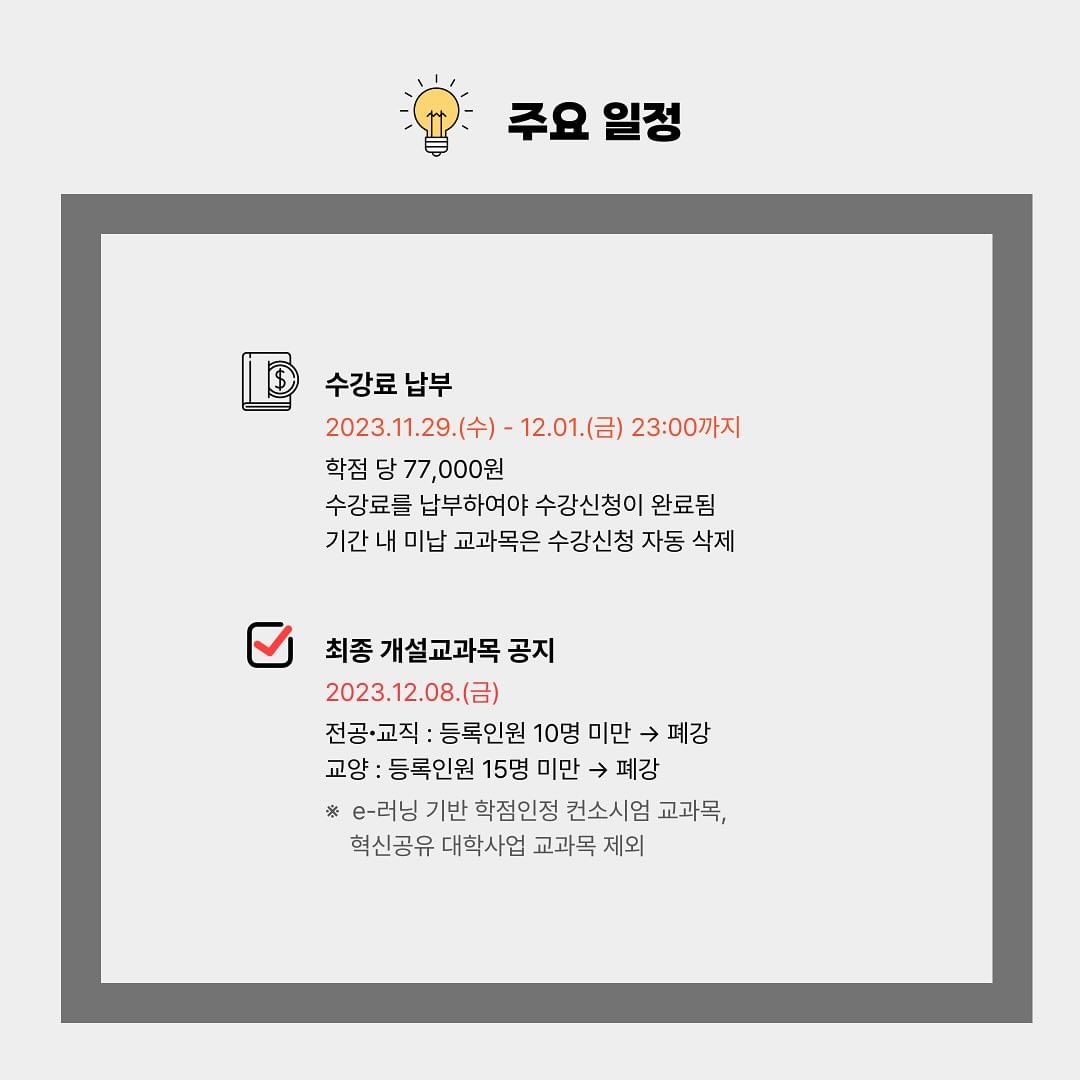 주요 일정
수강료 납부
2023.11.29.(수) - 12.01.(금) 23:00까지
학점 당 77,000원
수강료를 납부하여야 수강신청이 완료됨
기간 내 미납 교과목은 수강신청 자동 삭제
최종 개설교과목 공지
2023.12.08.(금)
전공•교직 : 등록인원 10명 미만 → 폐강
교양 : 등록인원 15명 미만 → 폐강
※ e-러닝 기반 학점인정 컨소시엄 교과목,
혁신공유 대학사업 교과목 제외